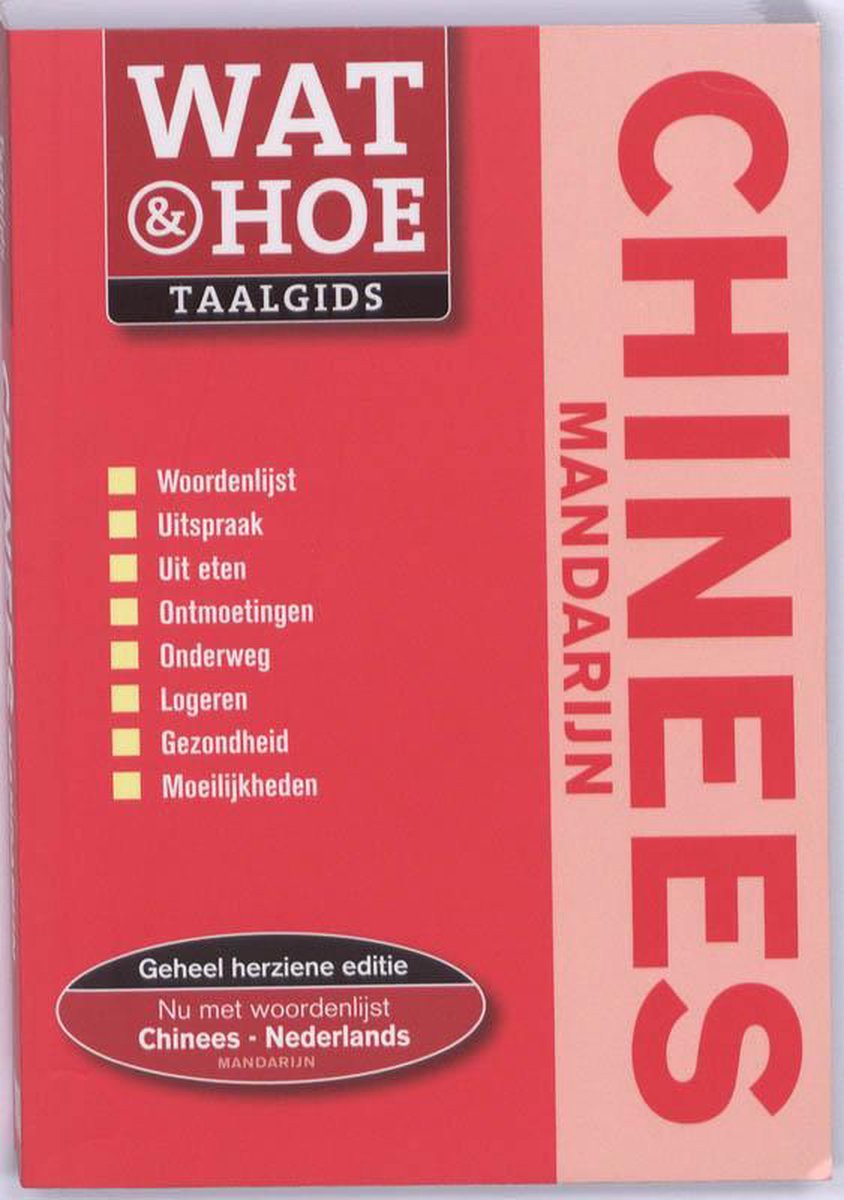 WAT
& HOE
TAALGIDS
CHINEES
MANDARIJN
Woordenlijst
Uitspraak
Uit eten
Ontmoetingen
Onderweg
Logeren
Gezondheid
Moeilijkheden
Geheel herziene editie
Nu met woordenlijst
Chinees - Nederlands
MANDARIJN